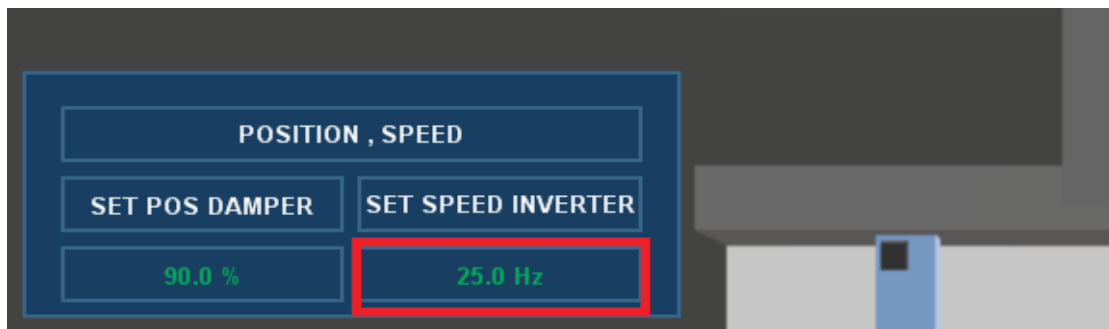 POSITION , SPEED
SET POS DAMPER
SET SPEED INVERTER
90.0 %
25.0 Hz